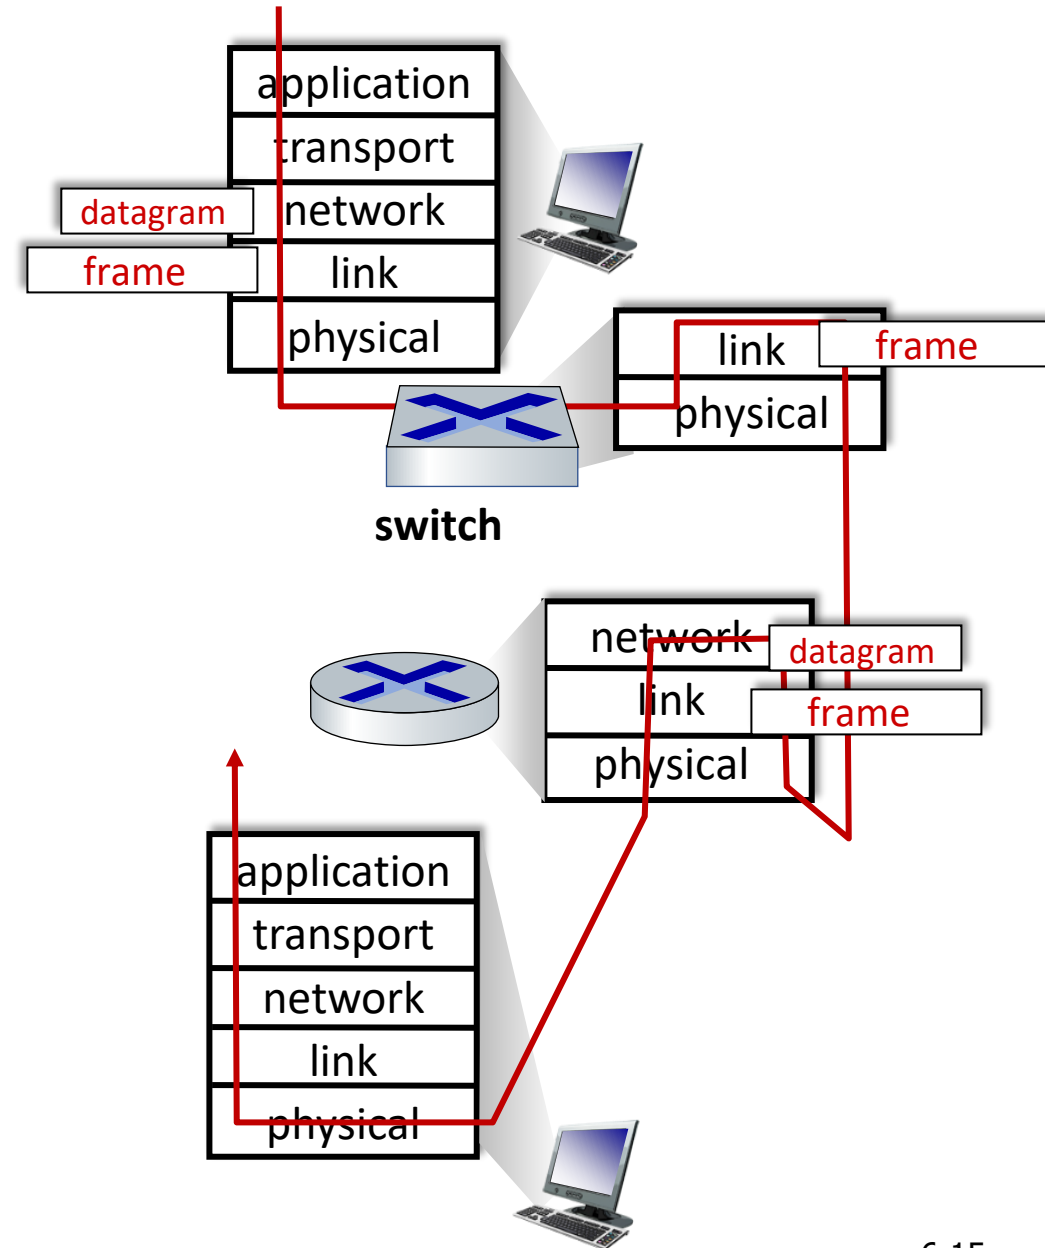 application
transport
datagram network
frame link
physical
link frame
physical
switch
network datagram
link frame
physical
application
transport
network
link
physical